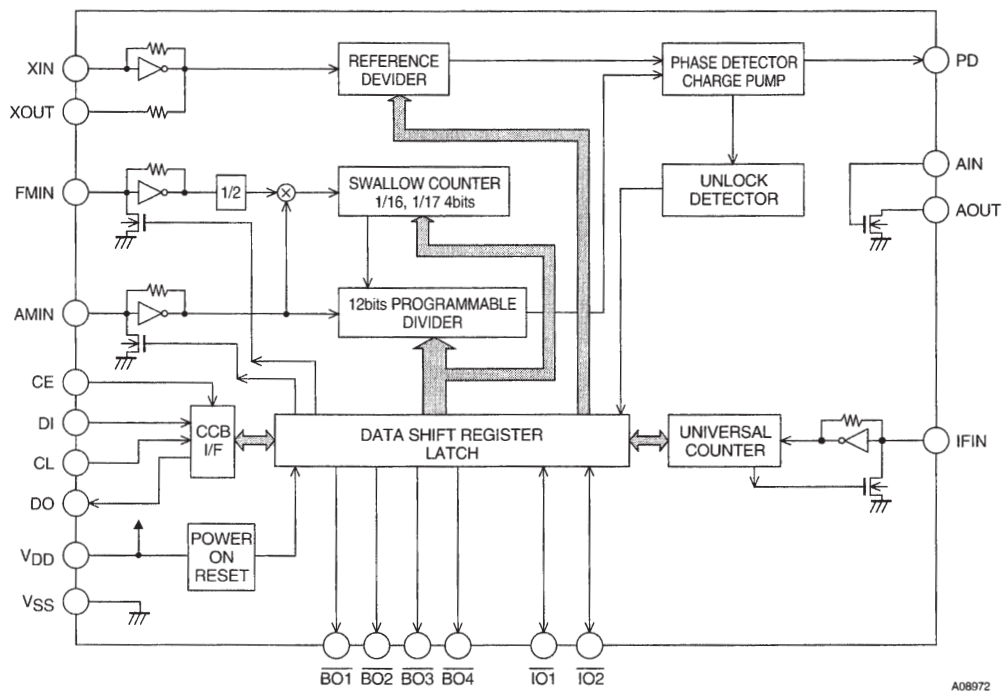 XIN
REFERENCE
DEVIDER
PHASE DETECTOR
CHARGE PUMP
PD
XOUT
FMIN
1/2
SWALLOW COUNTER
1/16, 1/17 4bits
UNLOCK
DETECTOR
AIN
AOUT
AMIN
12bits PROGRAMMABLE
DIVIDER
CE
DI
CL
DO
CCB
I/F
DATA SHIFT REGISTER
LATCH
UNIVERSAL
COUNTER
IFIN
VDD
POWER
ON
RESET
VSS
BO1 BO2 BO3 BO4 IO1 IO2
A08972